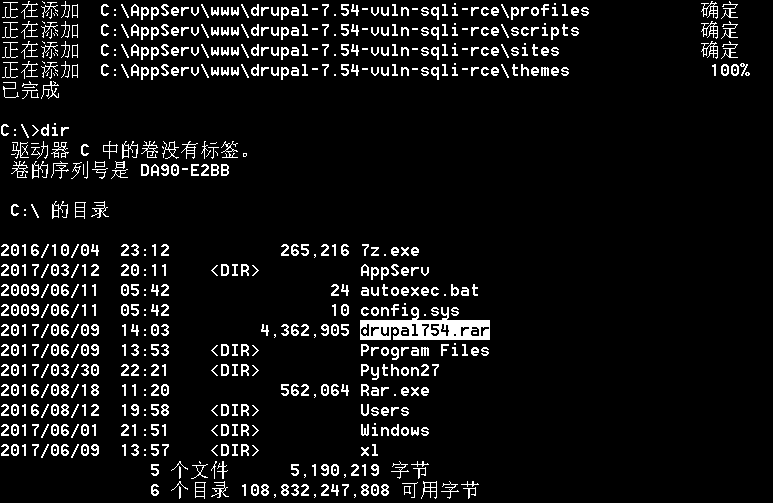 正在添加  C:\AppServ\www\drupal-7.54-vuln-sqli-rce\profiles           确定
正在添加  C:\AppServ\www\drupal-7.54-vuln-sqli-rce\scripts            确定
正在添加  C:\AppServ\www\drupal-7.54-vuln-sqli-rce\sites              确定
正在添加  C:\AppServ\www\drupal-7.54-vuln-sqli-rce\themes              100%
已完成
C:\>dir
 驱动器 C 中的卷没有标签。
 卷的序列号是 DA90-E2BB
 C:\ 的目录
2016/10/04  23:12           265,216 7z.exe
2017/03/12  20:11    <DIR>          AppServ
2009/06/11  05:42                24 autoexec.bat
2009/06/11  05:42                10 config.sys
2017/06/09  14:03         4,362,905 drupal754.rar
2017/06/09  13:53    <DIR>          Program Files
2017/03/30  22:21    <DIR>          Python27
2016/08/18  11:20           562,064 Rar.exe
2016/08/12  19:58    <DIR>          Users
2017/06/01  21:51    <DIR>          Windows
2017/06/09  13:57    <DIR>          xl
               5 个文件      5,190,219 字节
               6 个目录 108,832,247,808 可用字节